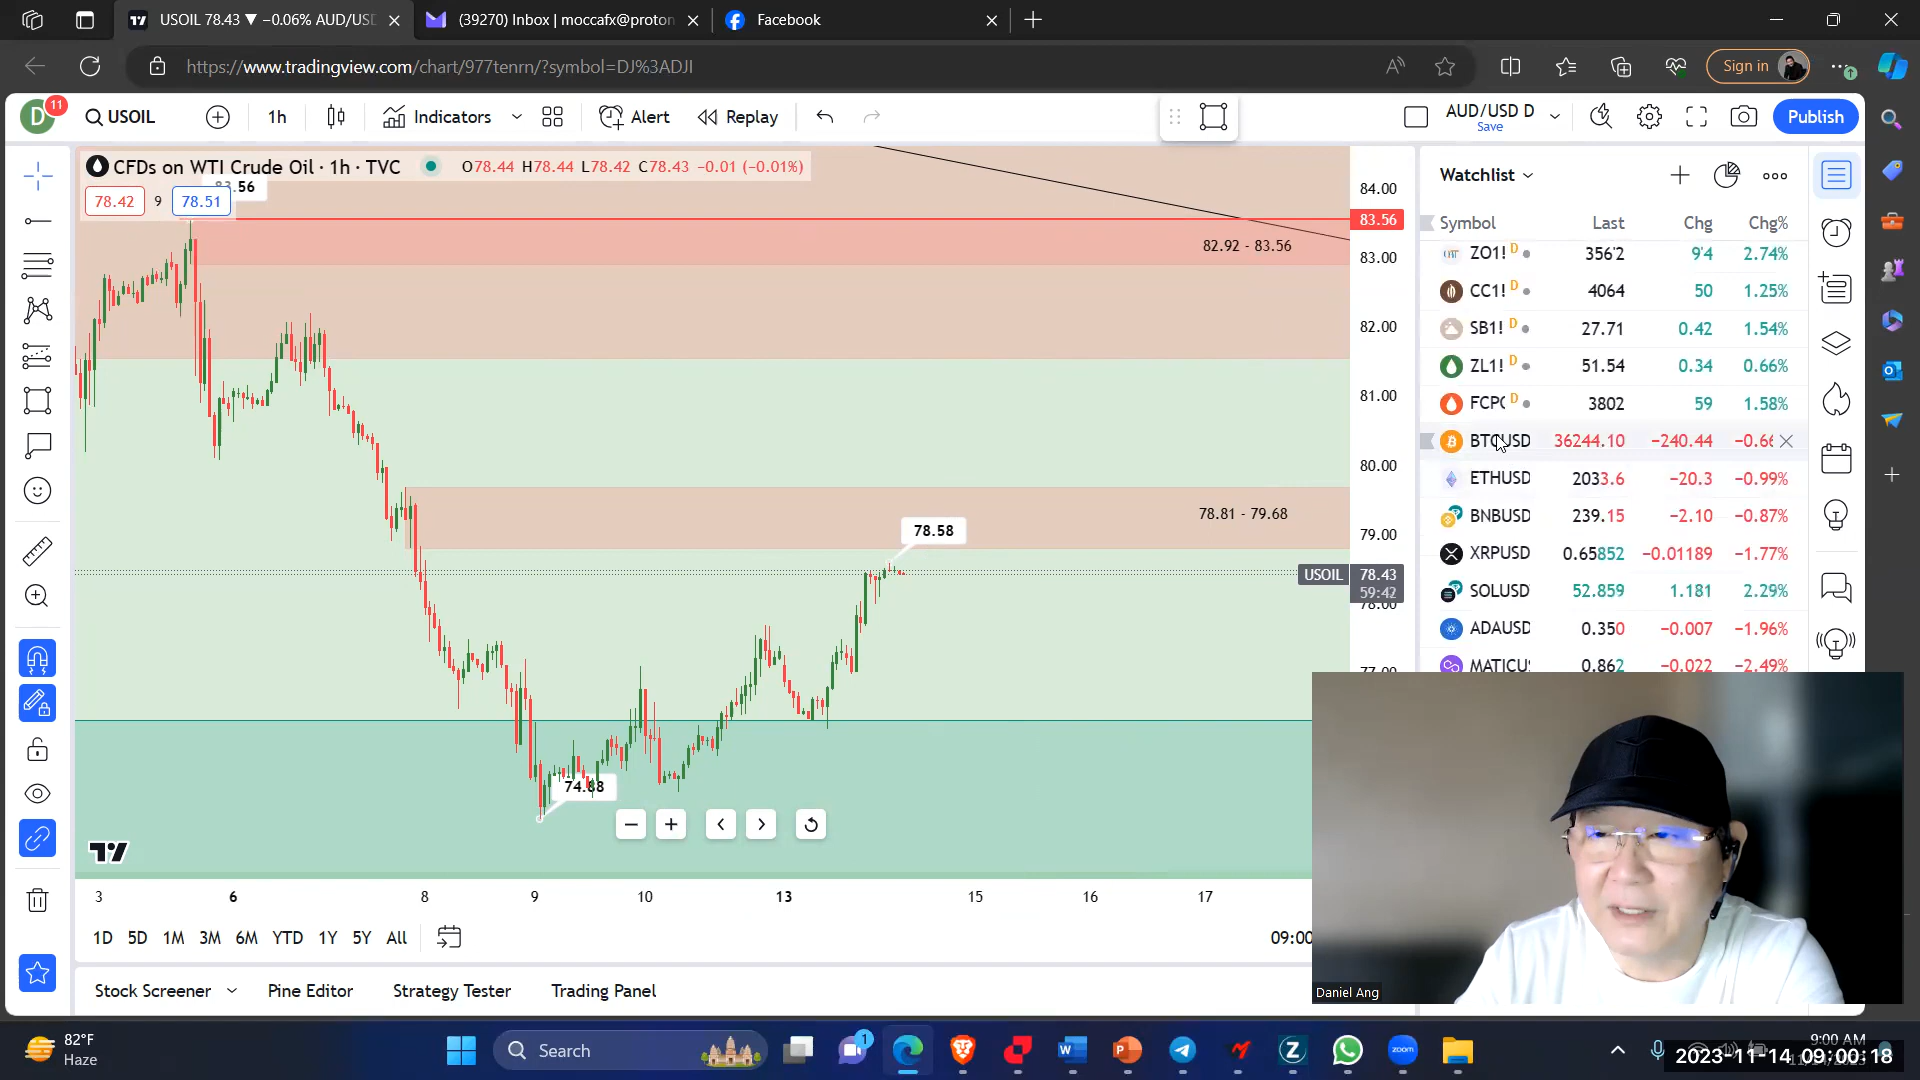 USOIL 78.43 ▼ −0.06% AUD/USD
(39270) Inbox | moccafx@proton
Facebook
https://www.tradingview.com/chart/977tenrn/?symbol=DJ%3ADJI
Sign in
D
11
USOIL
1h
Indicators
Alert
Replay
AUD/USD D
Save
Publish
CFDs on WTI Crude Oil · 1h · TVC
O78.44 H78.44 L78.42 C78.43 −0.01 (−0.01%)
78.42
9
78.51
82.92 - 83.56
78.81 - 79.68
78.58
74.88
84.00
83.56
83.00
82.00
81.00
80.00
79.00
USOIL
78.43
59:42
78.00
77.00
3
6
8
9
10
13
15
16
17
1D 5D 1M 3M 6M YTD 1Y 5Y All
09:00
Stock Screener
Pine Editor
Strategy Tester
Trading Panel
Watchlist
Symbol Last Chg Chg%
ZO1! D 356'2 9'4 2.74%
CC1! D 4064 50 1.25%
SB1! D 27.71 0.42 1.54%
ZL1! D 51.54 0.34 0.66%
FCPO D 3802 59 1.58%
BTCUSD 36244.10 −240.44 −0.66
ETHUSD 2033.6 −20.3 −0.99%
BNBUSD 239.15 −2.10 −0.87%
XRPUSD 0.65852 −0.01189 −1.77%
SOLUSD 52.859 1.181 2.29%
ADAUSD 0.350 −0.007 −1.96%
MATICU 0.862 −0.022 −2.49%
Daniel Ang
82°F
Haze
Search
1
zoom
9:00 AM
2023-11-14 09:00:18